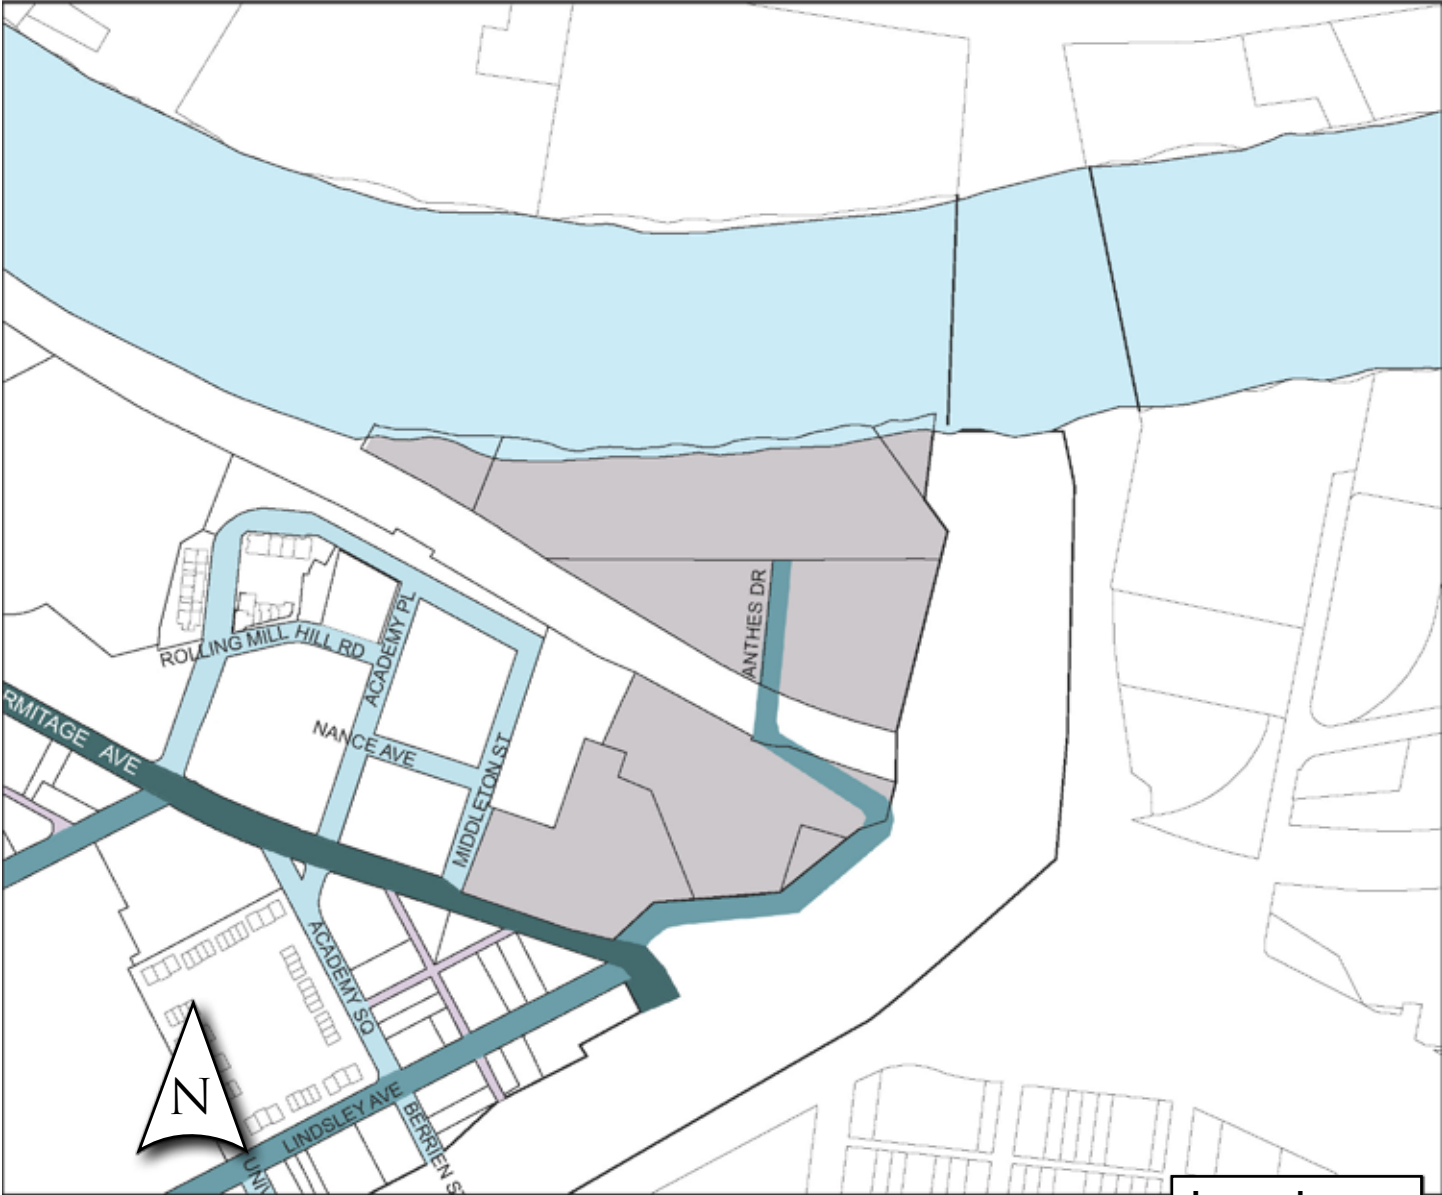 ANTHES DR
ROLLING MILL HILL RD
ACADEMY PL
RMITAGE AVE
NANCE AVE
MIDDLETON ST
ACADEMY SQ
N
LINDSLEY AVE
BERRIEN S
UNIV